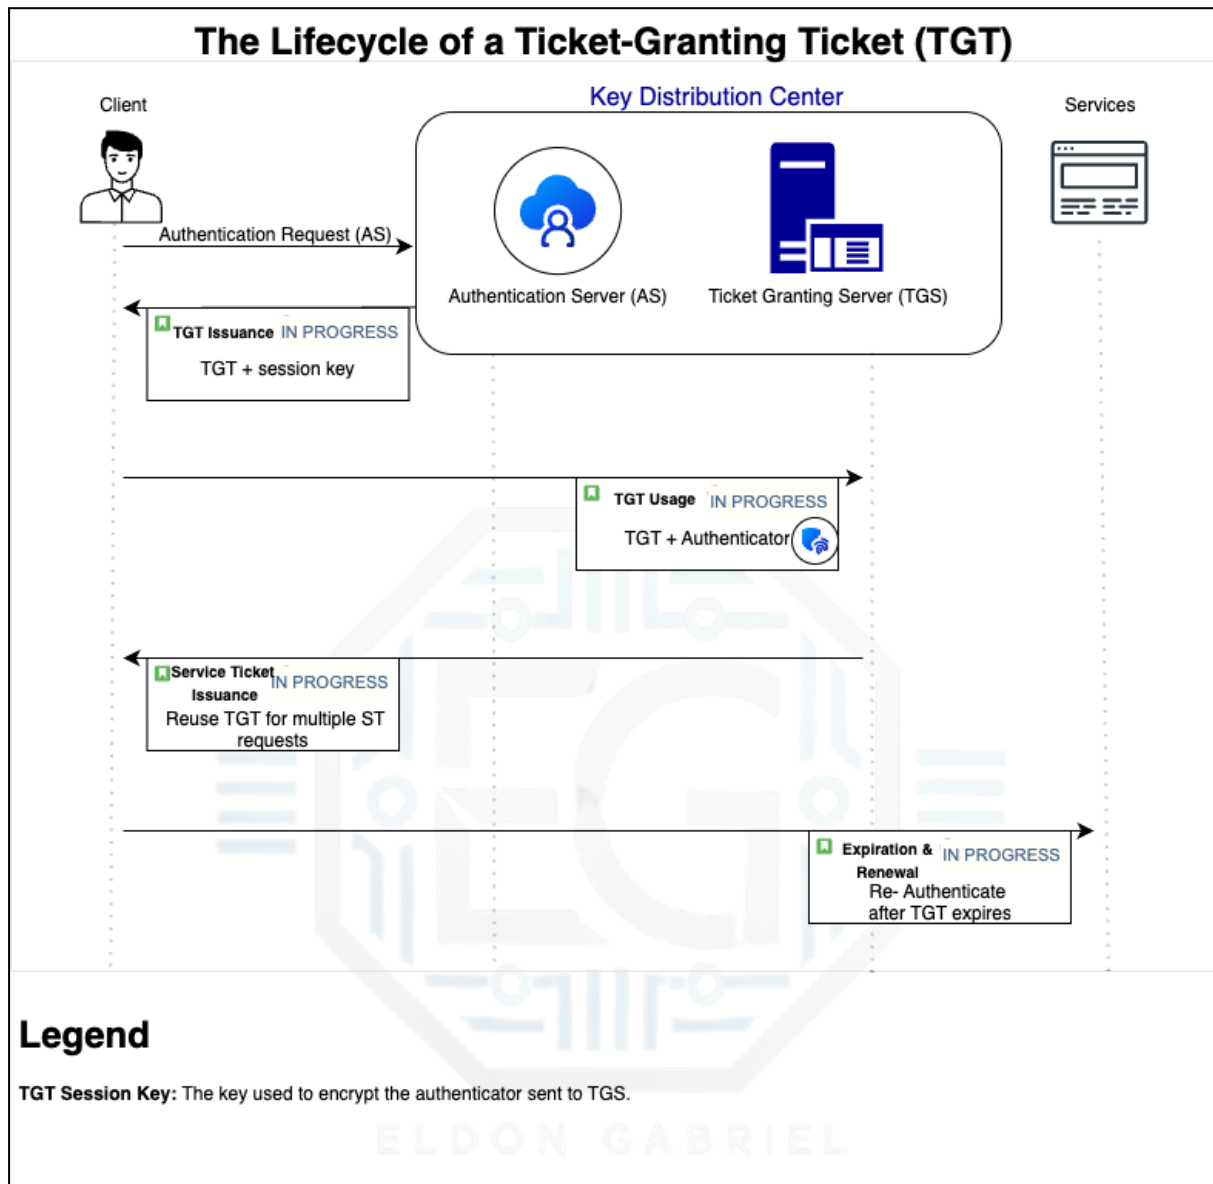 The Lifecycle of a Ticket-Granting Ticket (TGT)
Client
Key Distribution Center
Services
Authentication Request (AS)
Authentication Server (AS)
Ticket Granting Server (TGS)
TGT Issuance IN PROGRESS
TGT + session key
TGT Usage IN PROGRESS
TGT + Authenticator
Service Ticket IN PROGRESS
Issuance
Reuse TGT for multiple ST
requests
Expiration & IN PROGRESS
Renewal
Re- Authenticate
after TGT expires
EG
Legend
TGT Session Key: The key used to encrypt the authenticator sent to TGS.
ELDON GABRIEL